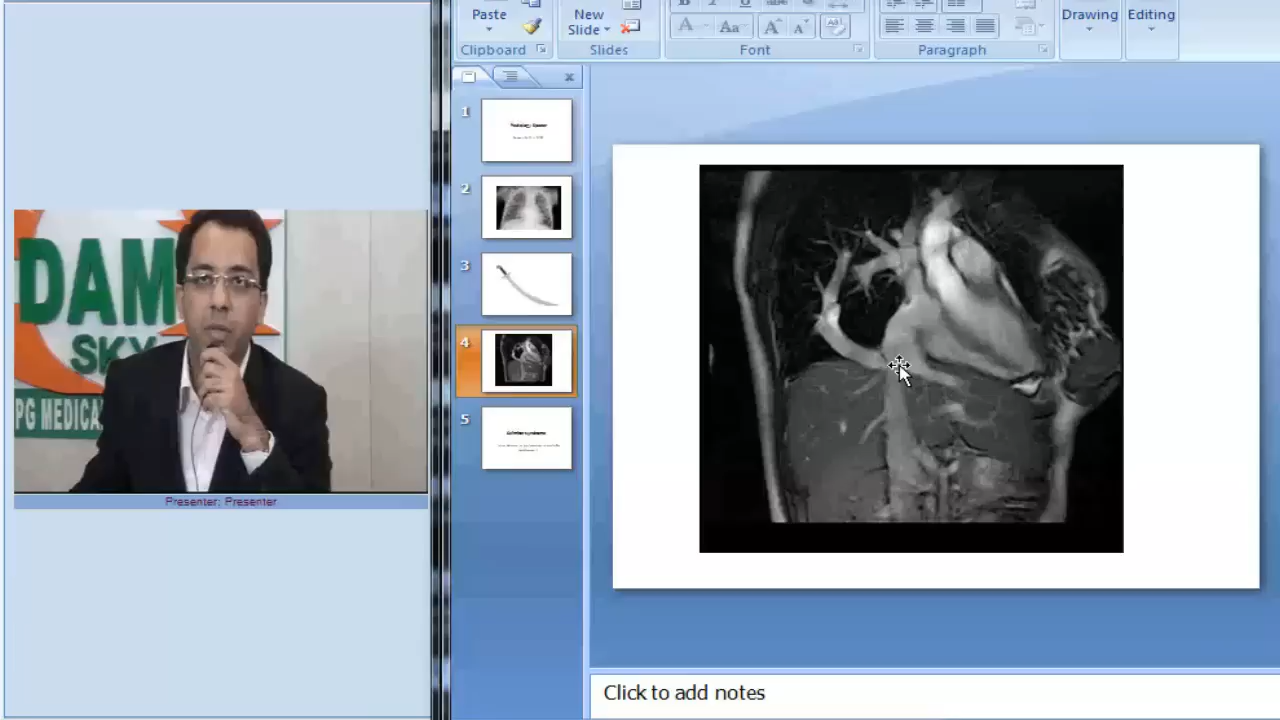 DAM
SKY
PG MEDICA
Presenter: Presenter
Paste
New
Slide
Drawing
Editing
Clipboard
Slides
Font
Paragraph
1
2
3
4
5
Click to add notes